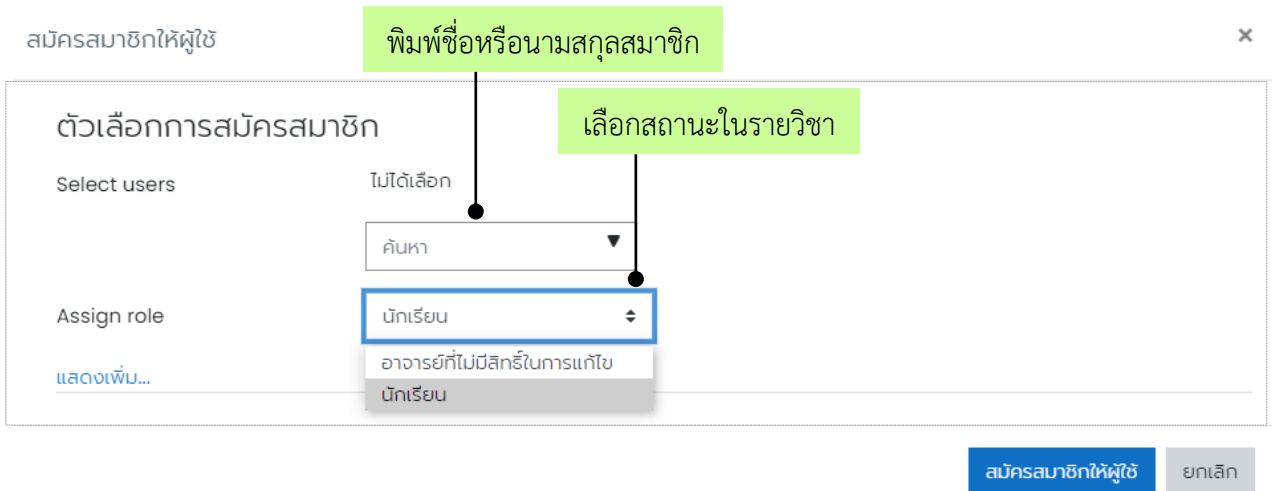 สมัครสมาชิกให้ผู้ใช้
พิมพ์ชื่อหรือนามสกุลสมาชิก
×
ตัวเลือกการสมัครสมาชิก
เลือกสถานะในรายวิชา
Select users
ไม่ได้เลือก
ค้นหา ▼
Assign role
นักเรียน
อาจารย์ที่ไม่มีสิทธิ์ในการแก้ไข
นักเรียน
แสดงเพิ่ม...
สมัครสมาชิกให้ผู้ใช้
ยกเลิก